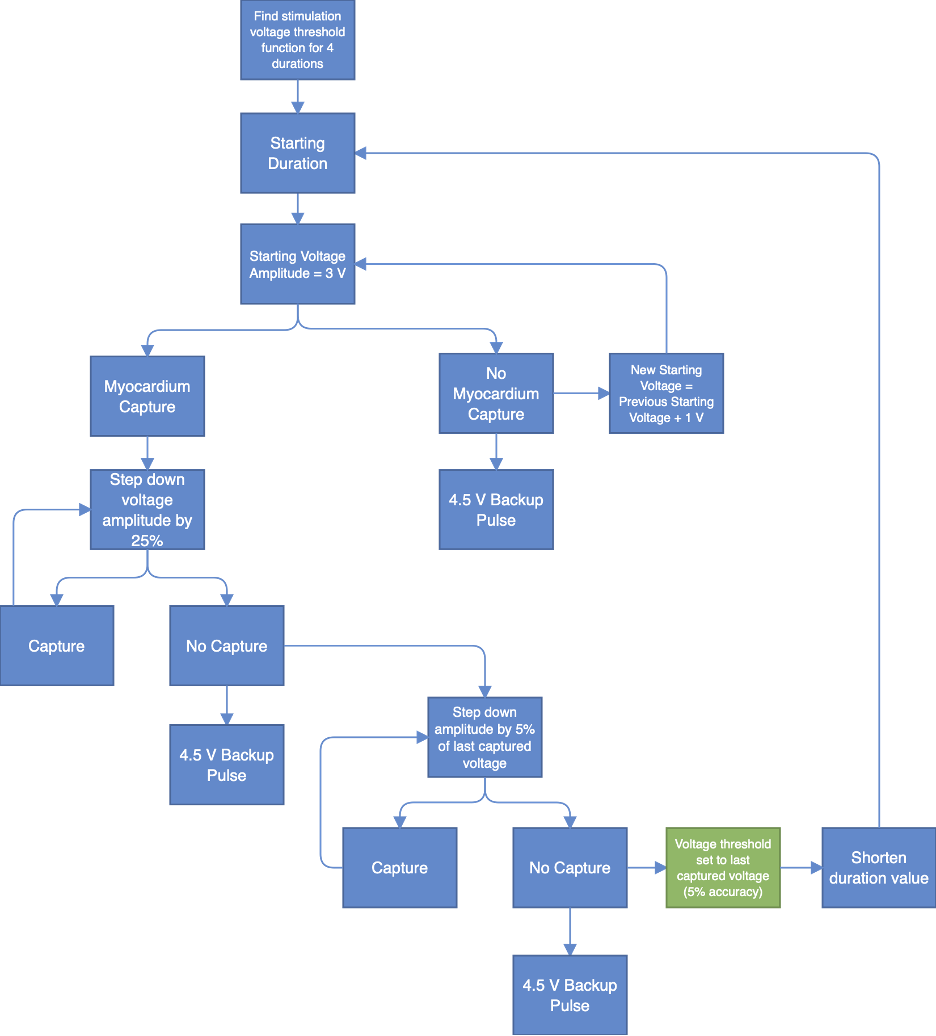 Find stimulation
voltage threshold
function for 4
durations
Starting
Duration
Starting Voltage
Amplitude = 3 V
Myocardium
Capture
No
Myocardium
Capture
New Starting
Voltage =
Previous Starting
Voltage + 1 V
Step down
voltage
amplitude by
25%
4.5 V Backup
Pulse
Capture
No Capture
4.5 V Backup
Pulse
Step down
amplitude by 5%
of last captured
voltage
Capture
No Capture
Voltage threshold
set to last
captured voltage
(5% accuracy)
Shorten
duration value
4.5 V Backup
Pulse